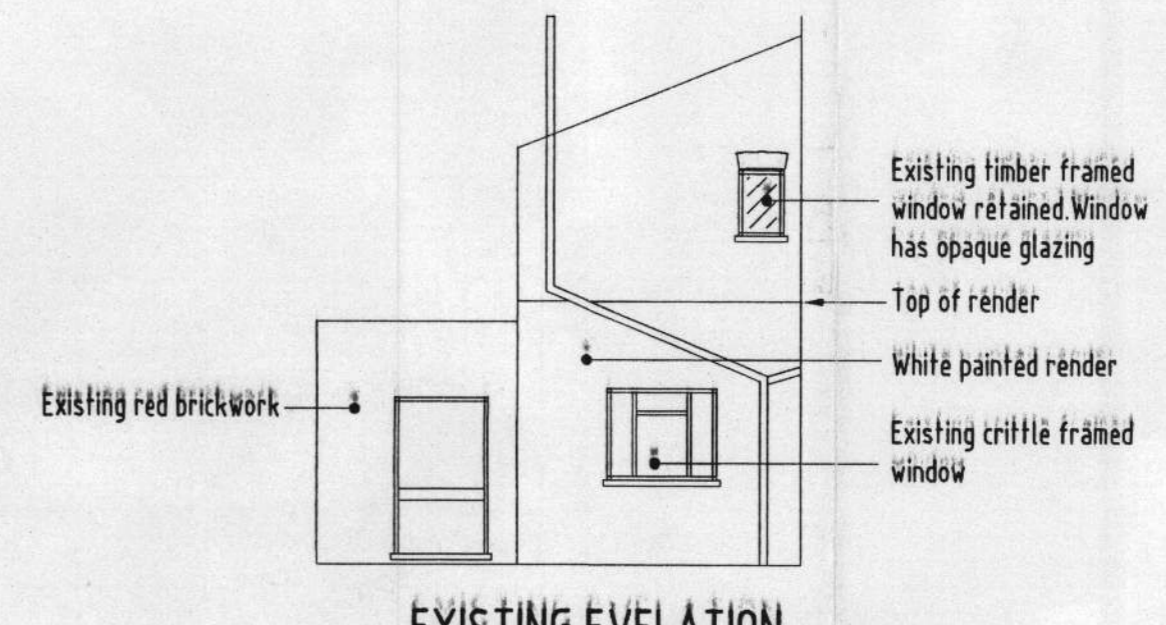 Existing timber framed
window retained.Window
has opaque glazing
Top of render
White painted render
Existing red brickwork
Existing crittle framed
window
EXISTING EVELATION